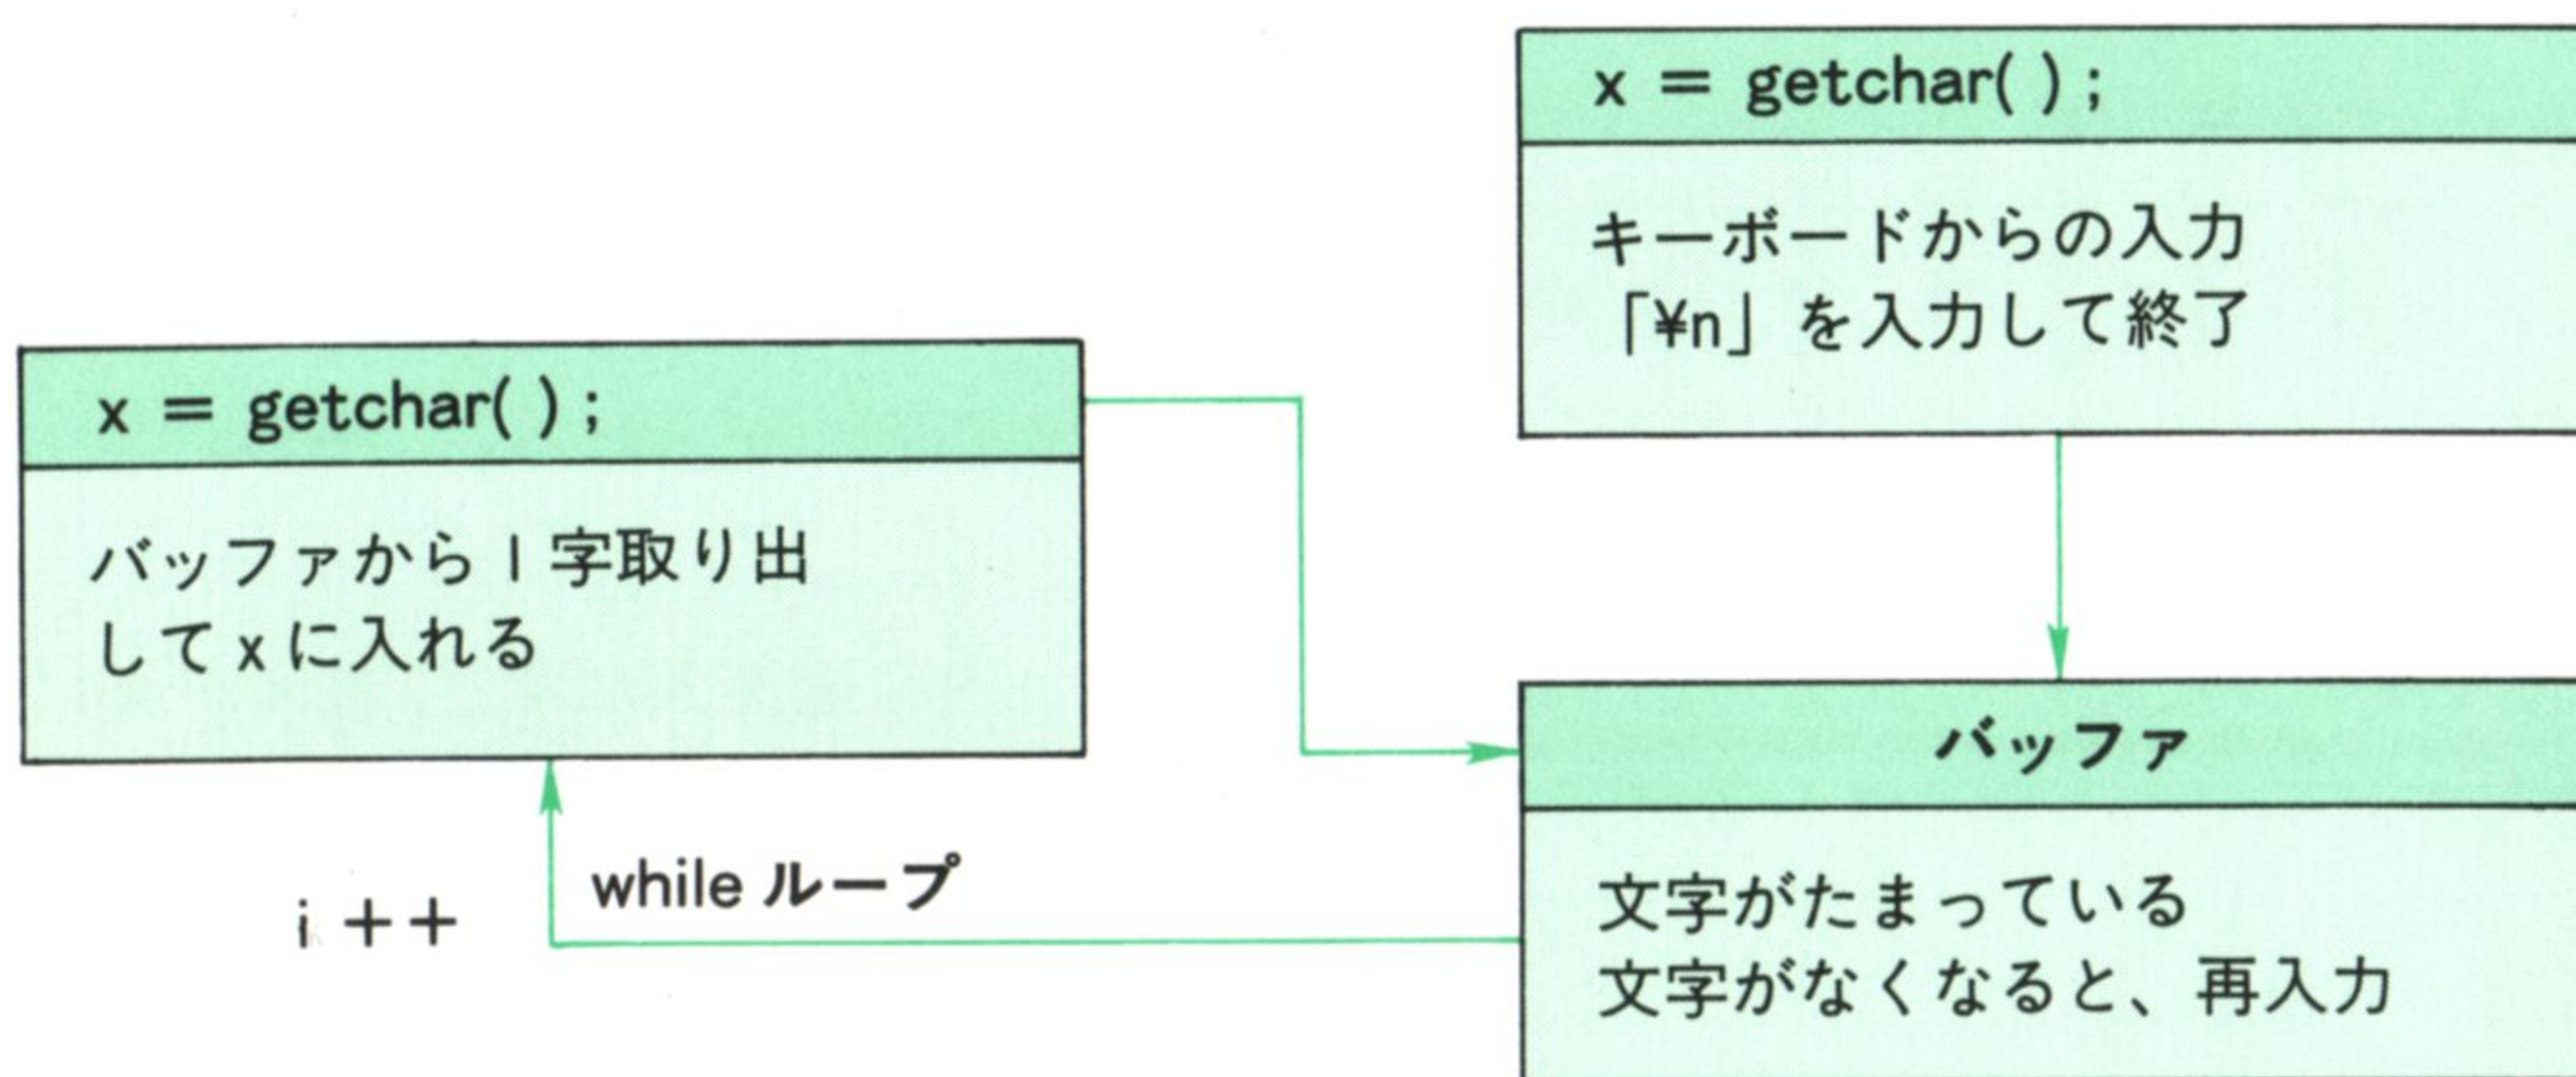 x = getchar( ) ;
キーボードからの入力
「¥n」を入力して終了
x = getchar( ) ;
バッファから1字取り出
してxに入れる
バッファ
while ループ
i ++
文字がたまっている
文字がなくなると、再入力